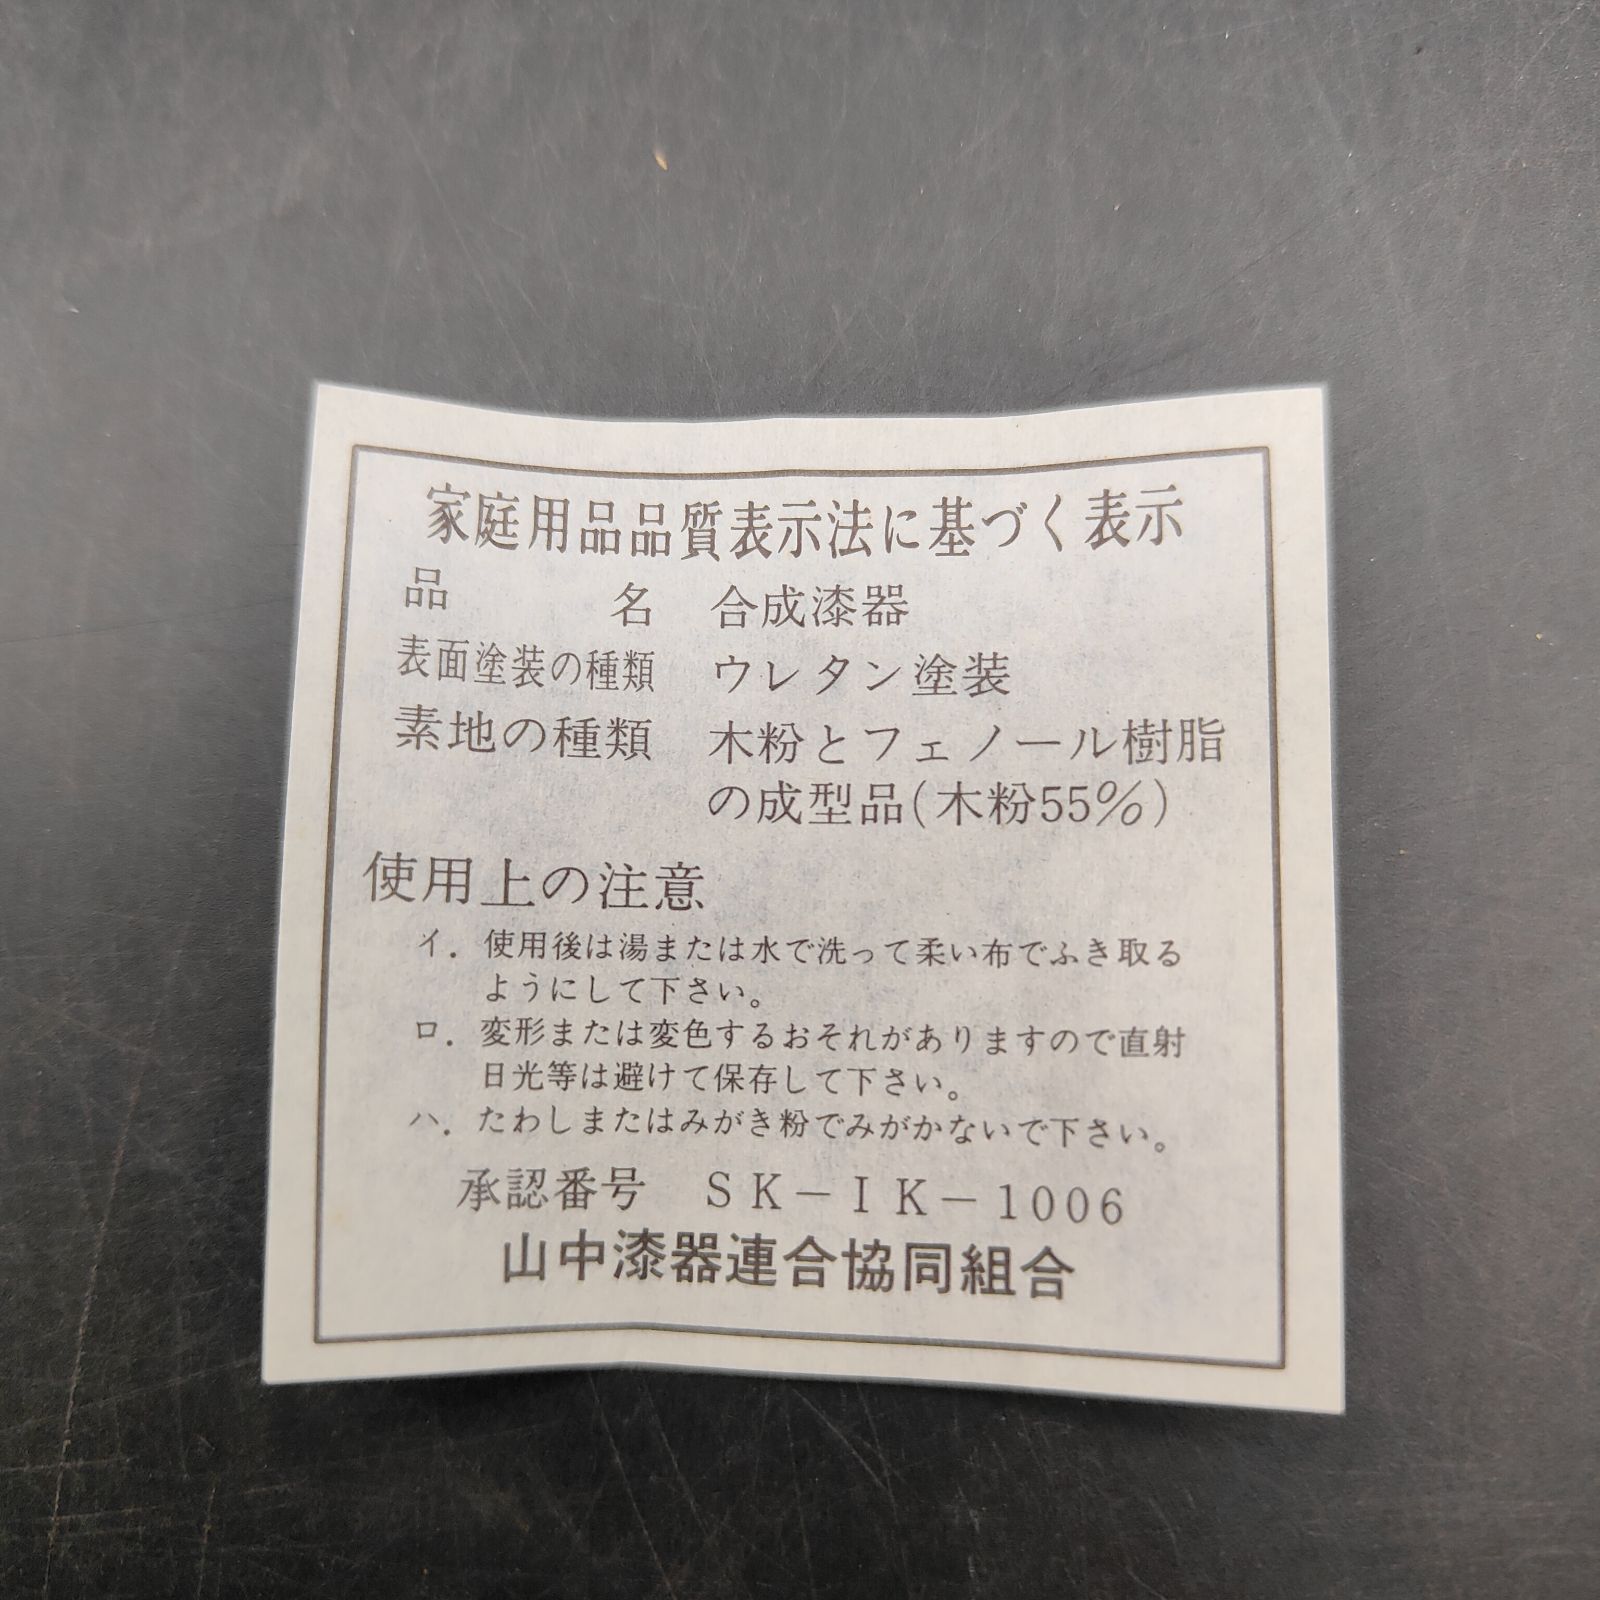 家庭用品品質表示法に基づく表示
品名 合成漆器
表面塗装の種類 ウレタン塗装
素地の種類 木粉とフェノール樹脂
の成型品(木粉55%)
使用上の注意
イ. 使用後は湯または水で洗って柔い布でふき取る
ようにして下さい。
ロ. 変形または変色するおそれがありますので直射
日光等は避けて保存して下さい。
ハ. たわしまたはみがき粉でみがかないで下さい。
承認番号 SK-IK-1006
山中漆器連合協同組合